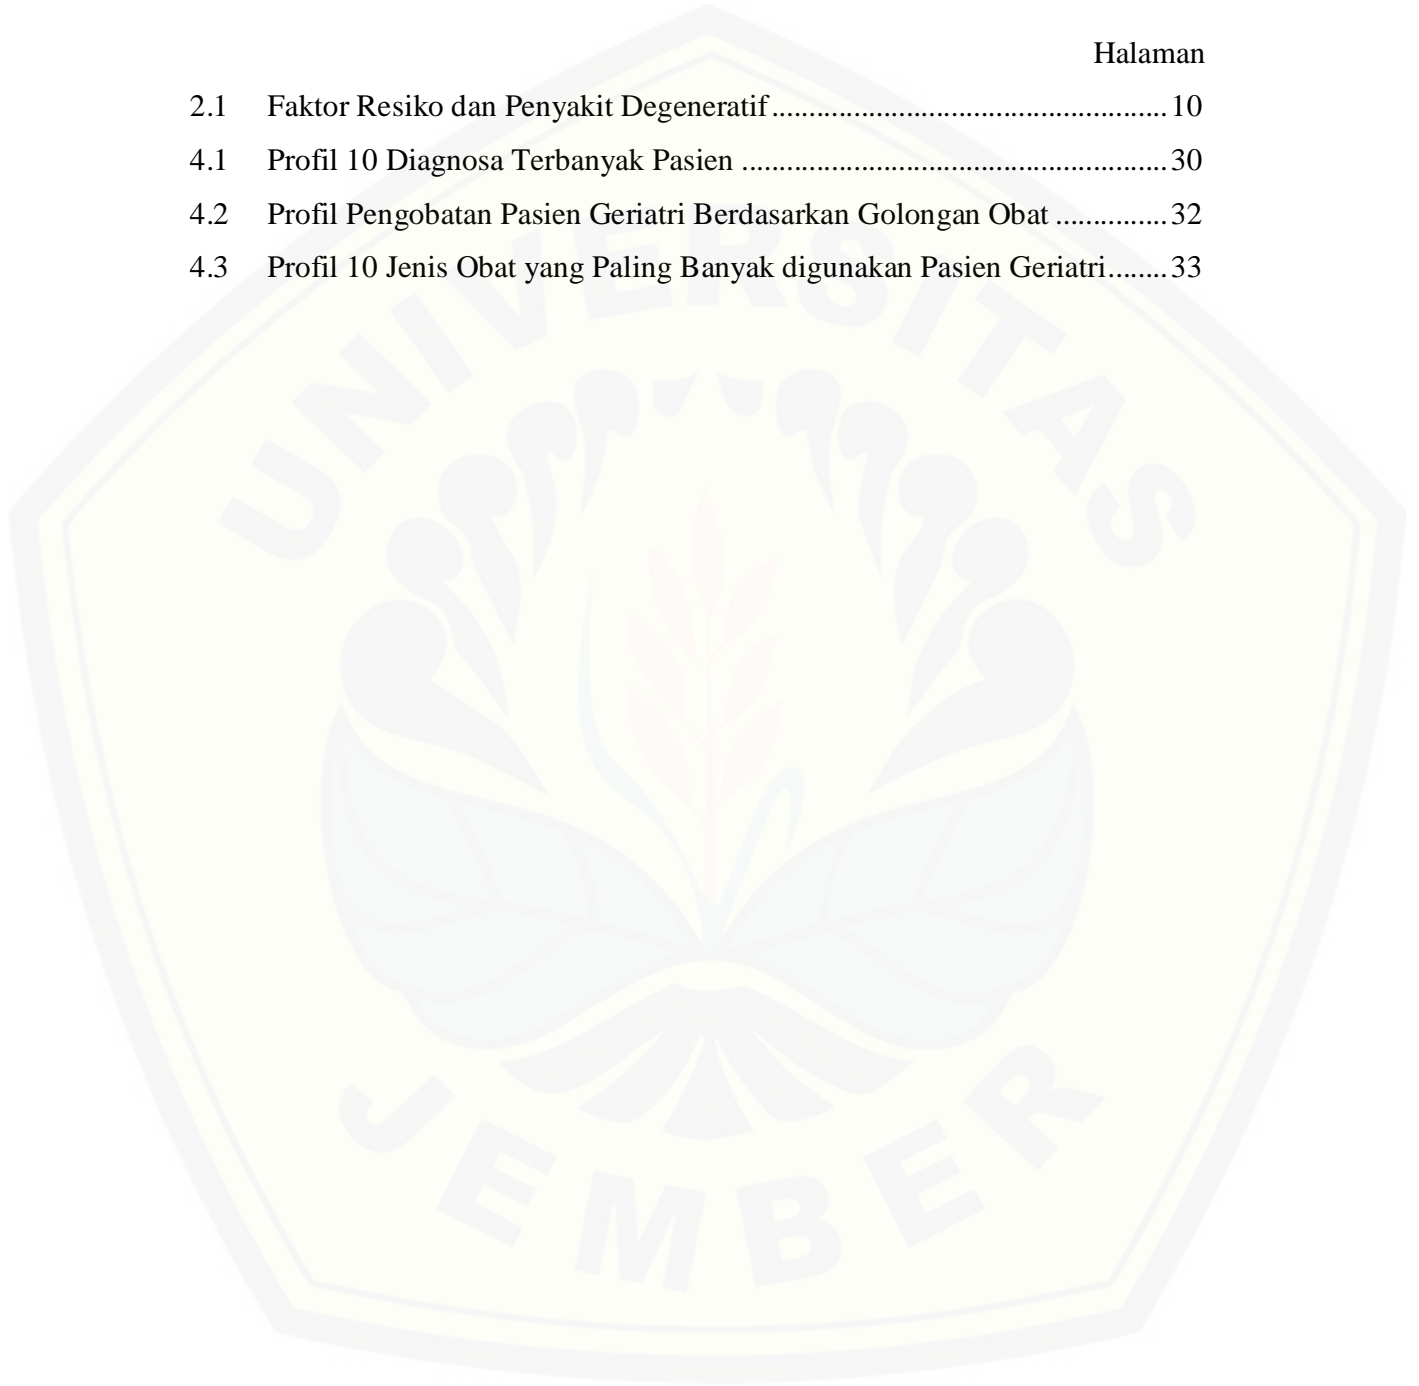 Halaman
2.1 Faktor Resiko dan Penyakit Degeneratif.....................................................10
4.1 Profil 10 Diagnosa Terbanyak Pasien .........................................................30
4.2 Profil Pengobatan Pasien Geriatri Berdasarkan Golongan Obat ...............32
4.3 Profil 10 Jenis Obat yang Paling Banyak digunakan Pasien Geriatri........33
UNIVERSITAS
JEMBER